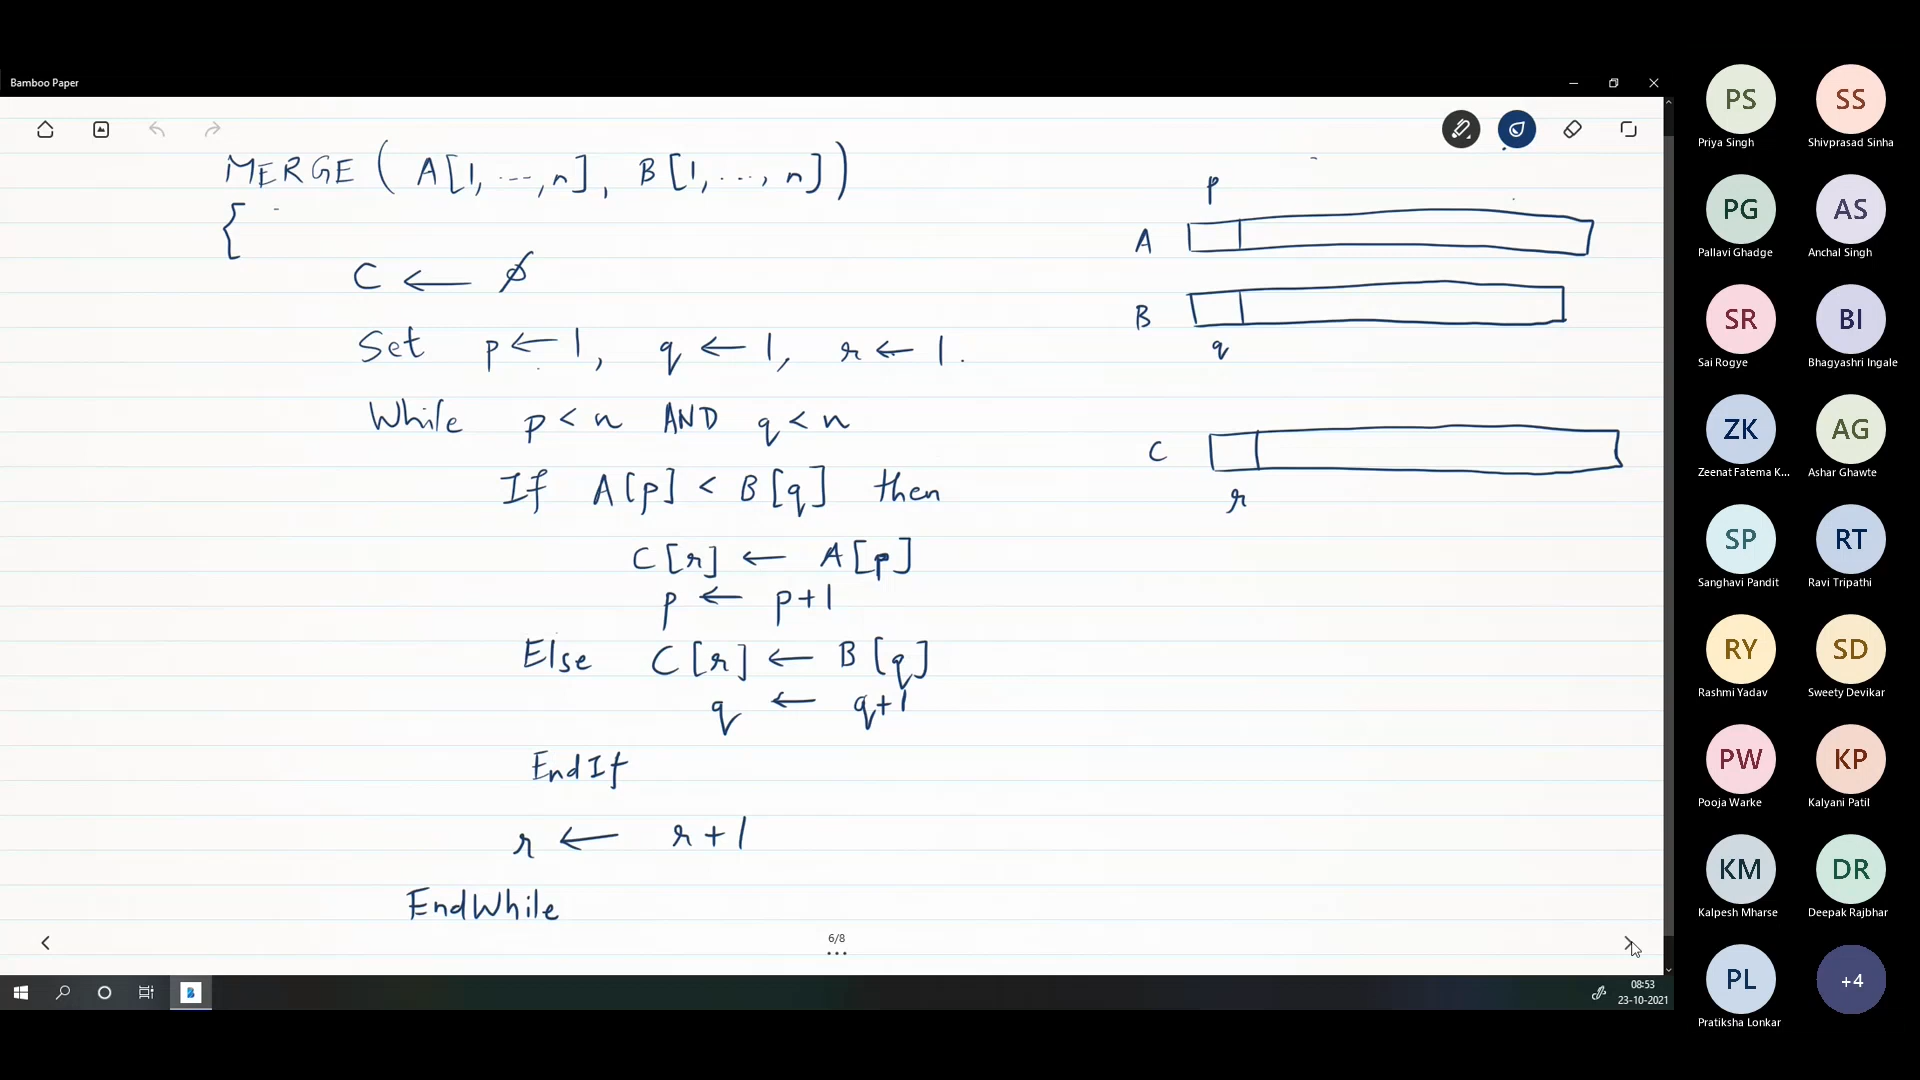 Bamboo Paper
MERGE ( A[1, ..., n], B[1, ..., n] )
{
C ← ∅
Set p ← 1, q ← 1, r ← 1.
While p < n AND q < n
If A[p] < B[q] then
C[r] ← A[p]
p ← p+1
Else C[r] ← B[q]
q ← q+1
EndIf
r ← r+1
EndWhile
p
A
B
q
C
r
6/8
08:53
23-10-2021
PS
Priya Singh
SS
Shivprasad Sinha
PG
Pallavi Ghadge
AS
Anchal Singh
SR
Sai Rogye
BI
Bhagyashri Ingale
ZK
Zeenat Fatema K...
AG
Ashar Ghawte
SP
Sanghavi Pandit
RT
Ravi Tripathi
RY
Rashmi Yadav
SD
Sweety Devikar
PW
Pooja Warke
KP
Kalyani Patil
KM
Kalpesh Mharse
DR
Deepak Rajbhar
PL
Pratiksha Lonkar
+4